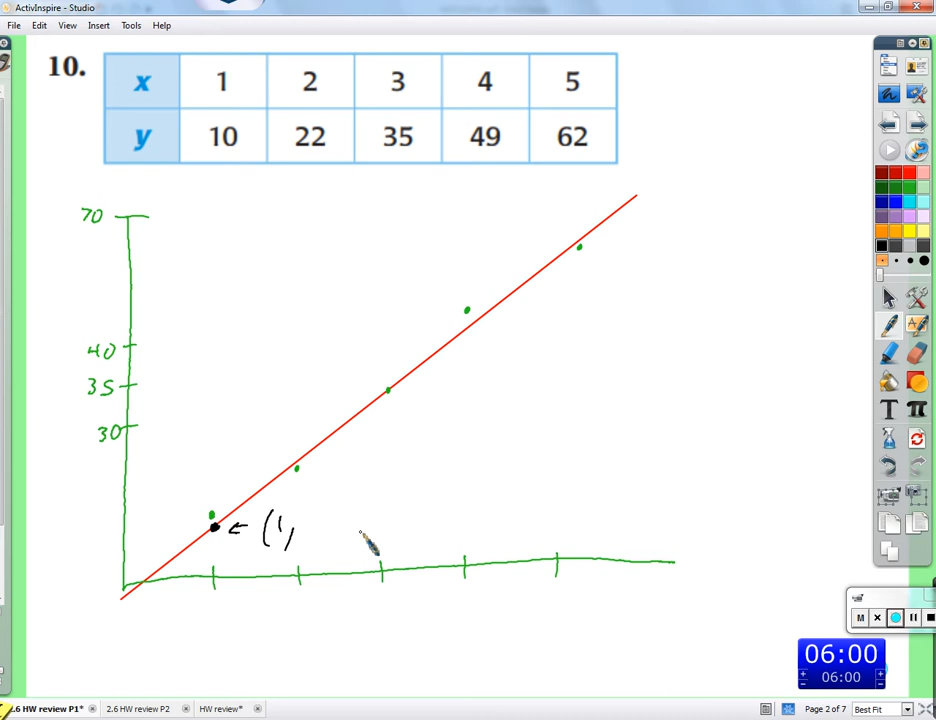 ActivInspire - Studio
File Edit View Insert Tools Help
10.
x 1 2 3 4 5
y 10 22 35 49 62
70
40
35
30
← (1,
T π
M
06:00
06:00
2.6 HW review P1* 2.6 HW review P2 HW review* Page 2 of 7 Best Fit